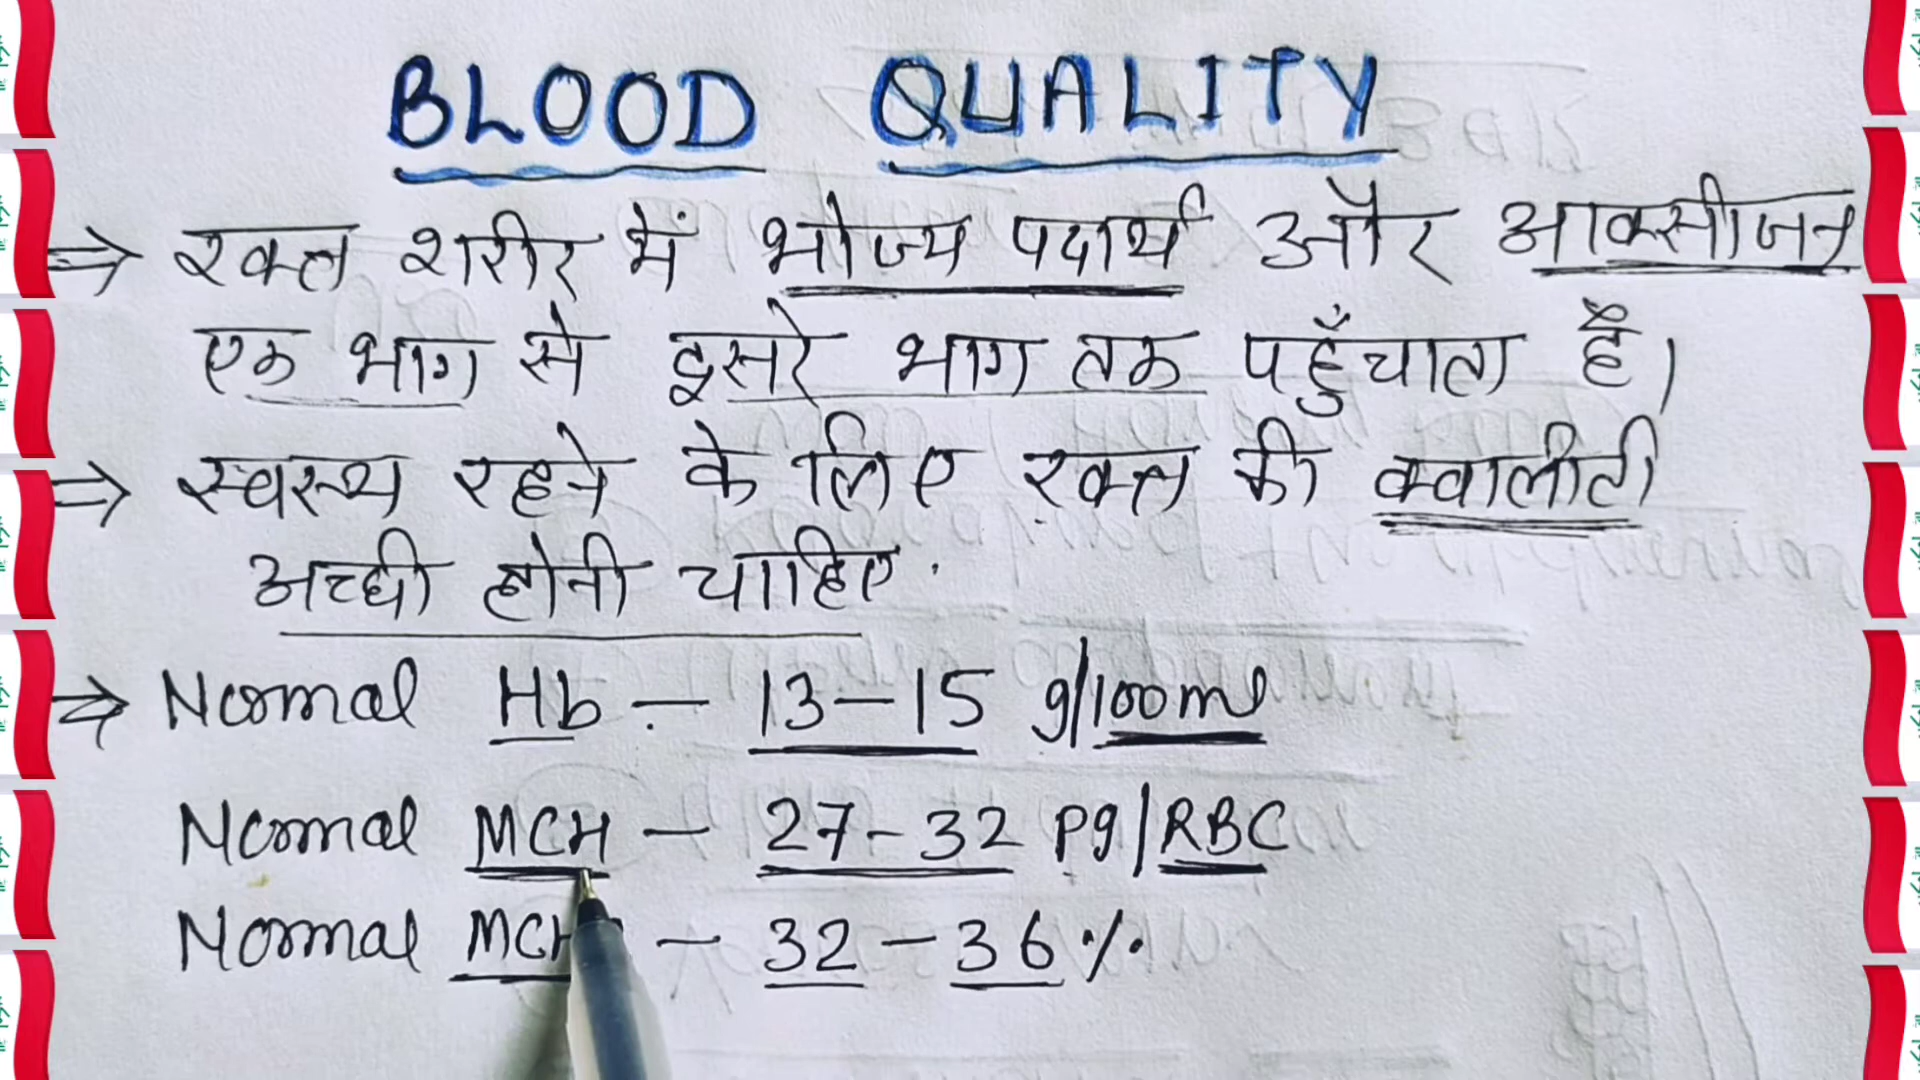 BLOOD QUALITY
⇒ रक्त शरीर में भोज्य पदार्थ और आक्सीजन
एक भाग से दूसरे भाग तक पहुँचाता है।
⇒ स्वस्थ रहने के लिए रक्त की क्वालीटी
अच्छी होनी चाहिए.
⇒ Normal Hb - 13-15 g/100ml
Normal MCH - 27-32 pg/RBC
Normal - 32-36%